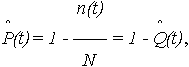 P̂(t) = 1 - n(t)/N = 1 - Q̂(t),